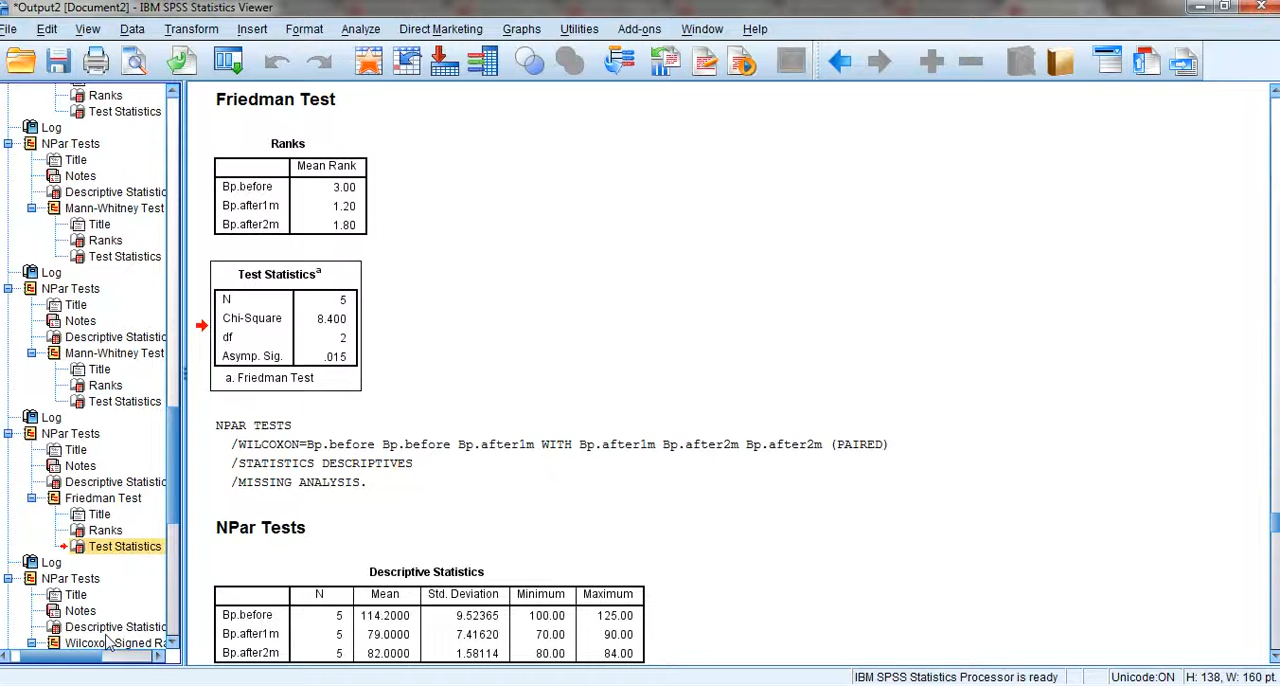 *Output2 [Document2] - IBM SPSS Statistics Viewer
File Edit View Data Transform Insert Format Analyze Direct Marketing Graphs Utilities Add-ons Window Help
Ranks
Test Statistics
Log
NPar Tests
Title
Notes
Descriptive Statistic
Mann-Whitney Test
Title
Ranks
Test Statistics
Log
NPar Tests
Title
Notes
Descriptive Statistic
Mann-Whitney Test
Title
Ranks
Test Statistics
Log
NPar Tests
Title
Notes
Descriptive Statistic
Friedman Test
Title
Ranks
Test Statistics
Log
NPar Tests
Title
Notes
Descriptive Statistic
Wilcoxon Signed Ra
Friedman Test
Ranks
Mean Rank
Bp.before 3.00
Bp.after1m 1.20
Bp.after2m 1.80
Test Statisticsa
N 5
Chi-Square 8.400
df 2
Asymp. Sig. .015
a. Friedman Test
NPAR TESTS
/WILCOXON=Bp.before Bp.before Bp.after1m WITH Bp.after1m Bp.after2m Bp.after2m (PAIRED)
/STATISTICS DESCRIPTIVES
/MISSING ANALYSIS.
NPar Tests
Descriptive Statistics
N Mean Std. Deviation Minimum Maximum
Bp.before 5 114.2000 9.52365 100.00 125.00
Bp.after1m 5 79.0000 7.41620 70.00 90.00
Bp.after2m 5 82.0000 1.58114 80.00 84.00
IBM SPSS Statistics Processor is ready Unicode:ON H: 138, W: 160 pt.